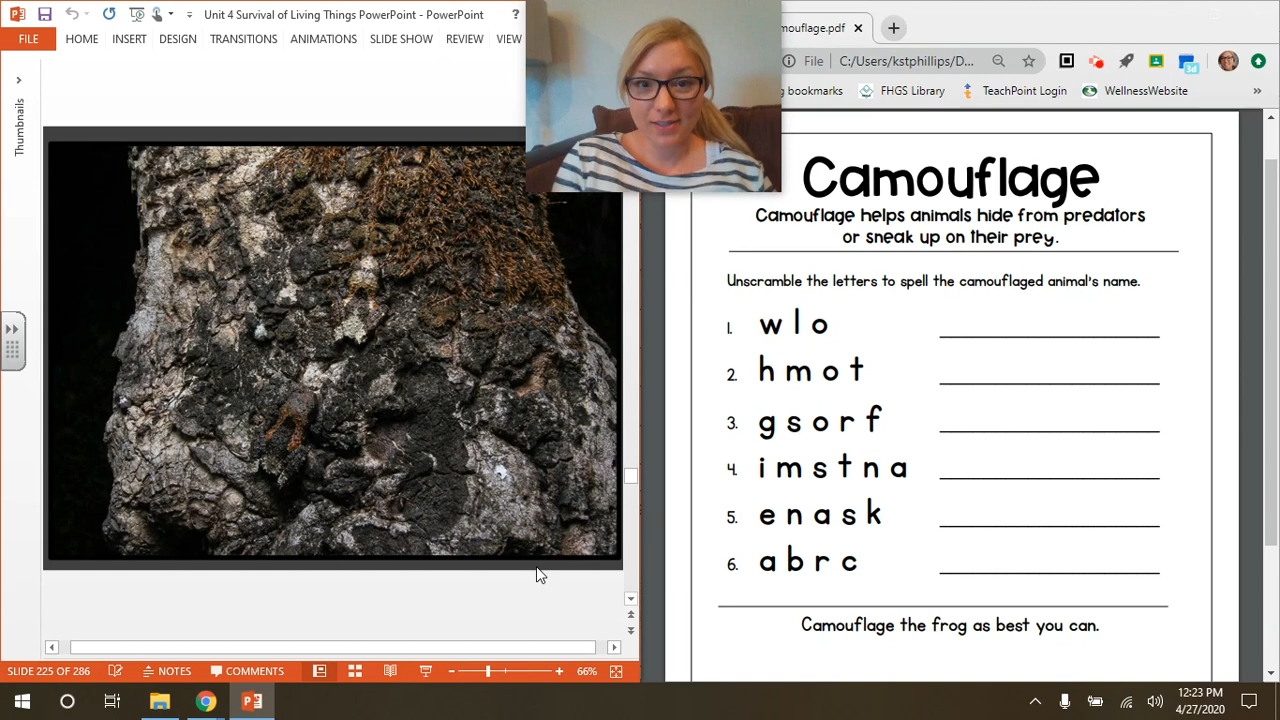 Unit 4 Survival of Living Things PowerPoint - PowerPoint
?
FILE HOME INSERT DESIGN TRANSITIONS ANIMATIONS SLIDE SHOW REVIEW VIEW
Thumbnails
SLIDE 225 OF 286 NOTES COMMENTS 66%
mouflage.pdf
File C:/Users/kstphillips/D...
3d
g bookmarks FHGS Library TeachPoint Login WellnessWebsite »
Camouflage
Camouflage helps animals hide from predators
or sneak up on their prey.
Unscramble the letters to spell the camouflaged animal's name.
1. w l o
2. h m o t
3. g s o r f
4. i m s t n a
5. e n a s k
6. a b r c
Camouflage the frog as best you can.
12:23 PM
4/27/2020